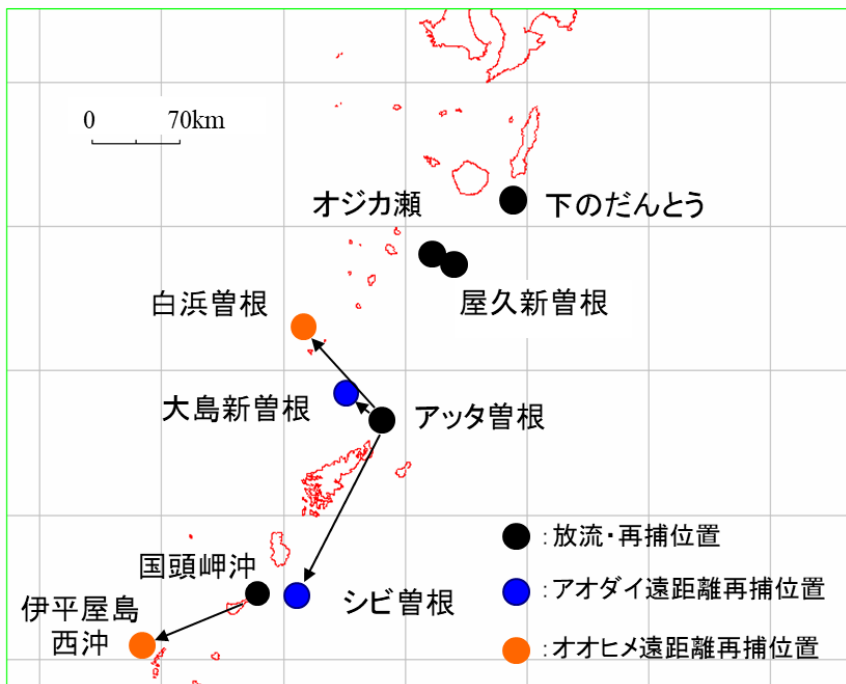 0 70km
オジカ瀬
下のだんとう
白浜曽根
屋久新曽根
大島新曽根
アッタ曽根
国頭岬沖
シビ曽根
伊平屋島
西沖
:放流・再捕位置
:アオダイ遠距離再捕位置
:オオヒメ遠距離再捕位置